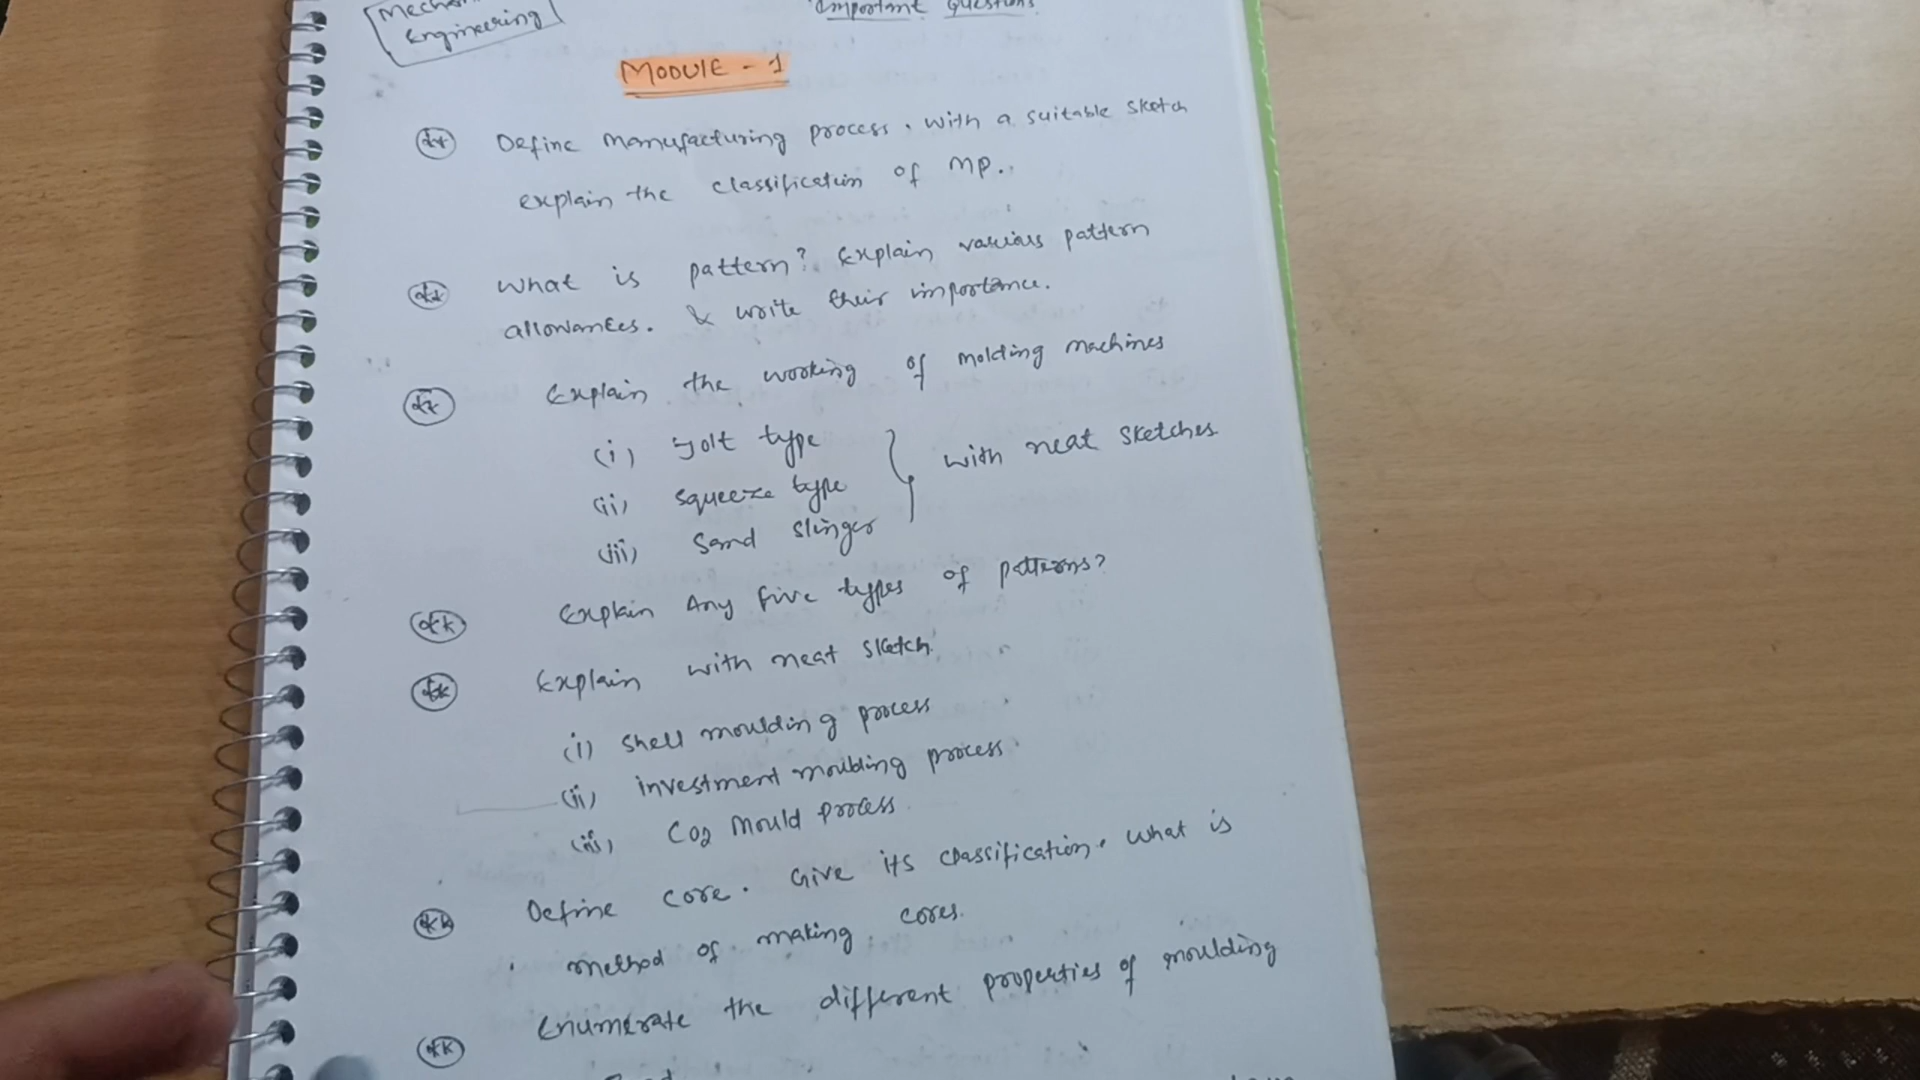 Engineering
Important Questions
MODULE - 1
Define manufacturing process. With a suitable sketch
explain the classification of MP.
What is pattern? Explain various pattern
allowances. & write their importance.
Explain the working of molding machines
(i) Jolt type
(ii) squeeze type
(iii) Sand slinger
with neat sketches
Explain Any five types of patterns?
Explain with neat sketch.
(i) shell moulding process
(ii) investment moulding process
(iii) CO2 Mould process
Define core. Give its classification. What is
method of making cores.
Enumerate the different properties of moulding